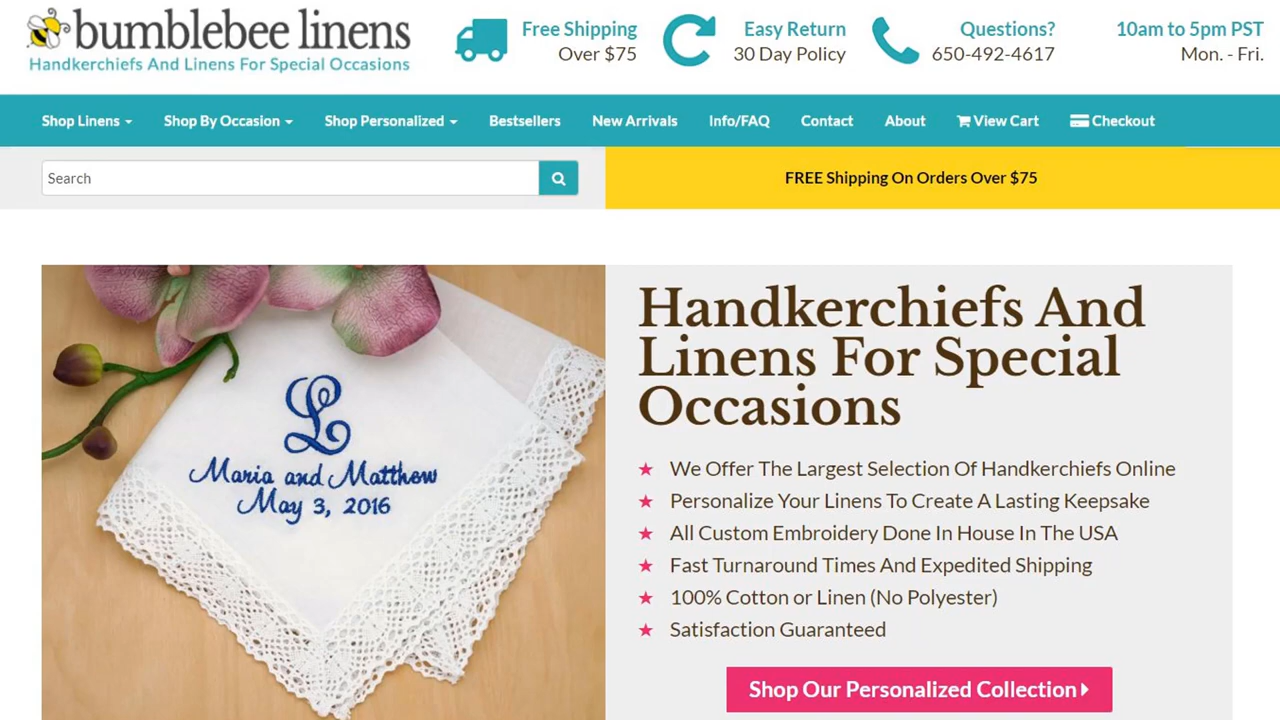 bumblebee linens
Handkerchiefs And Linens For Special Occasions
Free Shipping
Over $75
Easy Return
30 Day Policy
Questions?
650-492-4617
10am to 5pm PST
Mon. - Fri.
Shop Linens Shop By Occasion Shop Personalized Bestsellers New Arrivals Info/FAQ Contact About View Cart Checkout
Search
FREE Shipping On Orders Over $75
L
Maria and Matthew
May 3, 2016
Handkerchiefs And
Linens For Special
Occasions
We Offer The Largest Selection Of Handkerchiefs Online
Personalize Your Linens To Create A Lasting Keepsake
All Custom Embroidery Done In House In The USA
Fast Turnaround Times And Expedited Shipping
100% Cotton or Linen (No Polyester)
Satisfaction Guaranteed
Shop Our Personalized Collection